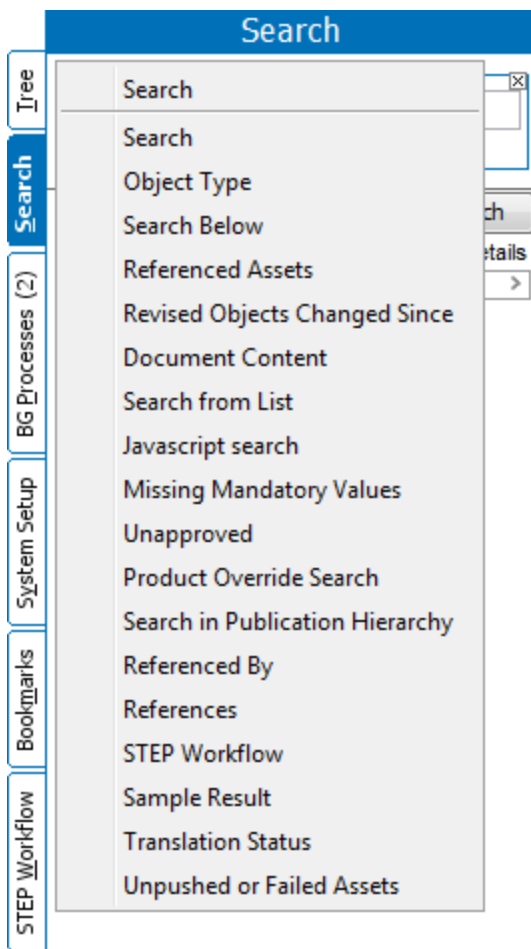 Search
Tree
Search
BG Processes (2)
System Setup
Bookmarks
STEP Workflow
Search
Search
Object Type
Search Below
Referenced Assets
Revised Objects Changed Since
Document Content
Search from List
Javascript search
Missing Mandatory Values
Unapproved
Product Override Search
Search in Publication Hierarchy
Referenced By
References
STEP Workflow
Sample Result
Translation Status
Unpushed or Failed Assets
ch
etails